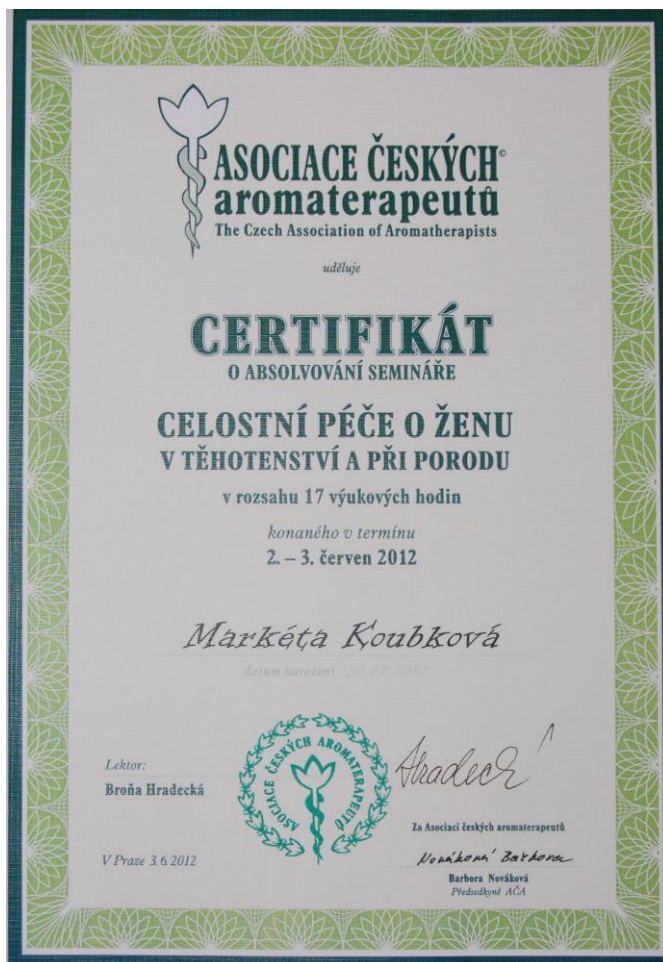 ASOCIACE ČESKÝCH©
aromaterapeutů
The Czech Association of Aromatherapists
uděluje
CERTIFIKÁT
O ABSOLVOVÁNÍ SEMINÁŘE
CELOSTNÍ PÉČE O ŽENU
V TĚHOTENSTVÍ A PŘI PORODU
v rozsahu 17 výukových hodin
konaného v termínu
2. – 3. červen 2012
Markéta Koubková
datum narození
ASOCIACE ČESKÝCH AROMATERAPEUTŮ
Hradecká
Lektor:
Broňa Hradecká
Za Asociaci českých aromaterapeutů
Nováková Barbora
V Praze 3.6.2012
Barbora Nováková
Předsedkyně AČA